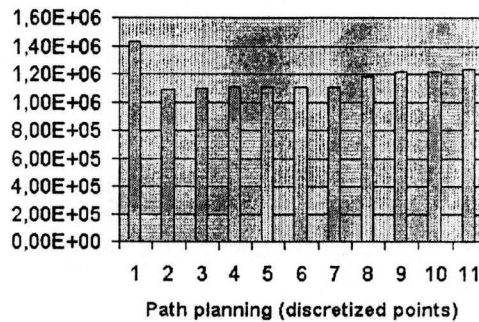 1,60E+06
1,40E+06
1,20E+06
1,00E+06
8,00E+05
6,00E+05
4,00E+05
2,00E+05
0,00E+00
1 2 3 4 5 6 7 8 9 10 11
Path planning (discretized points)